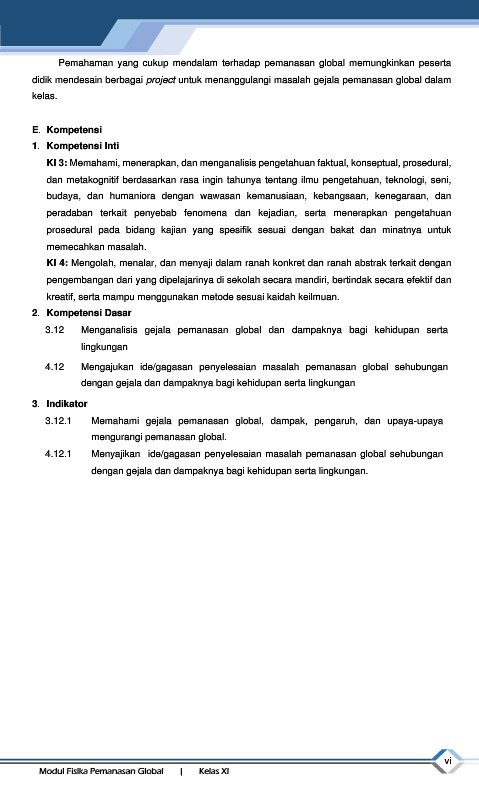 Pemahaman yang cukup mendalam terhadap pemanasan global memungkinkan peserta
didik mendesain berbagai project untuk menanggulangi masalah gejala pemanasan global dalam
kelas.
E. Kompetensi
1. Kompetensi Inti
KI 3: Memahami, menerapkan, dan menganalisis pengetahuan faktual, konseptual, prosedural,
dan metakognitif berdasarkan rasa ingin tahunya tentang ilmu pengetahuan, teknologi, seni,
budaya, dan humaniora dengan wawasan kemanusiaan, kebangsaan, kenegaraan, dan
peradaban terkait penyebab fenomena dan kejadian, serta menerapkan pengetahuan
prosedural pada bidang kajian yang spesifik sesuai dengan bakat dan minatnya untuk
memecahkan masalah.
KI 4: Mengolah, menalar, dan menyaji dalam ranah konkret dan ranah abstrak terkait dengan
pengembangan dari yang dipelajarinya di sekolah secara mandiri, bertindak secara efektif dan
kreatif, serta mampu menggunakan metode sesuai kaidah keilmuan.
2. Kompetensi Dasar
3.12 Menganalisis gejala pemanasan global dan dampaknya bagi kehidupan serta
lingkungan
4.12 Mengajukan ide/gagasan penyelesaian masalah pemanasan global sehubungan
dengan gejala dan dampaknya bagi kehidupan serta lingkungan
3. Indikator
3.12.1 Memahami gejala pemanasan global, dampak, pengaruh, dan upaya-upaya
mengurangi pemanasan global.
4.12.1 Menyajikan ide/gagasan penyelesaian masalah pemanasan global sehubungan
dengan gejala dan dampaknya bagi kehidupan serta lingkungan.
vi
Modul Fisika Pemanasan Global | Kelas XI